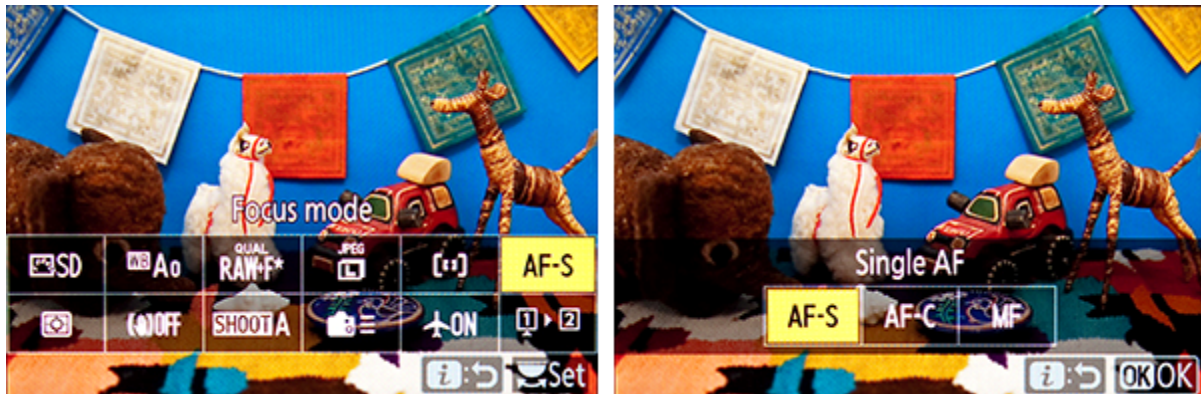 Focus mode
SD
WB A0
QUAL RAW+F★
JPEG L
AF-S
OFF
SHOOT A
ON
1 2
i : Set
Single AF
AF-S AF-C MF
i : OK OK